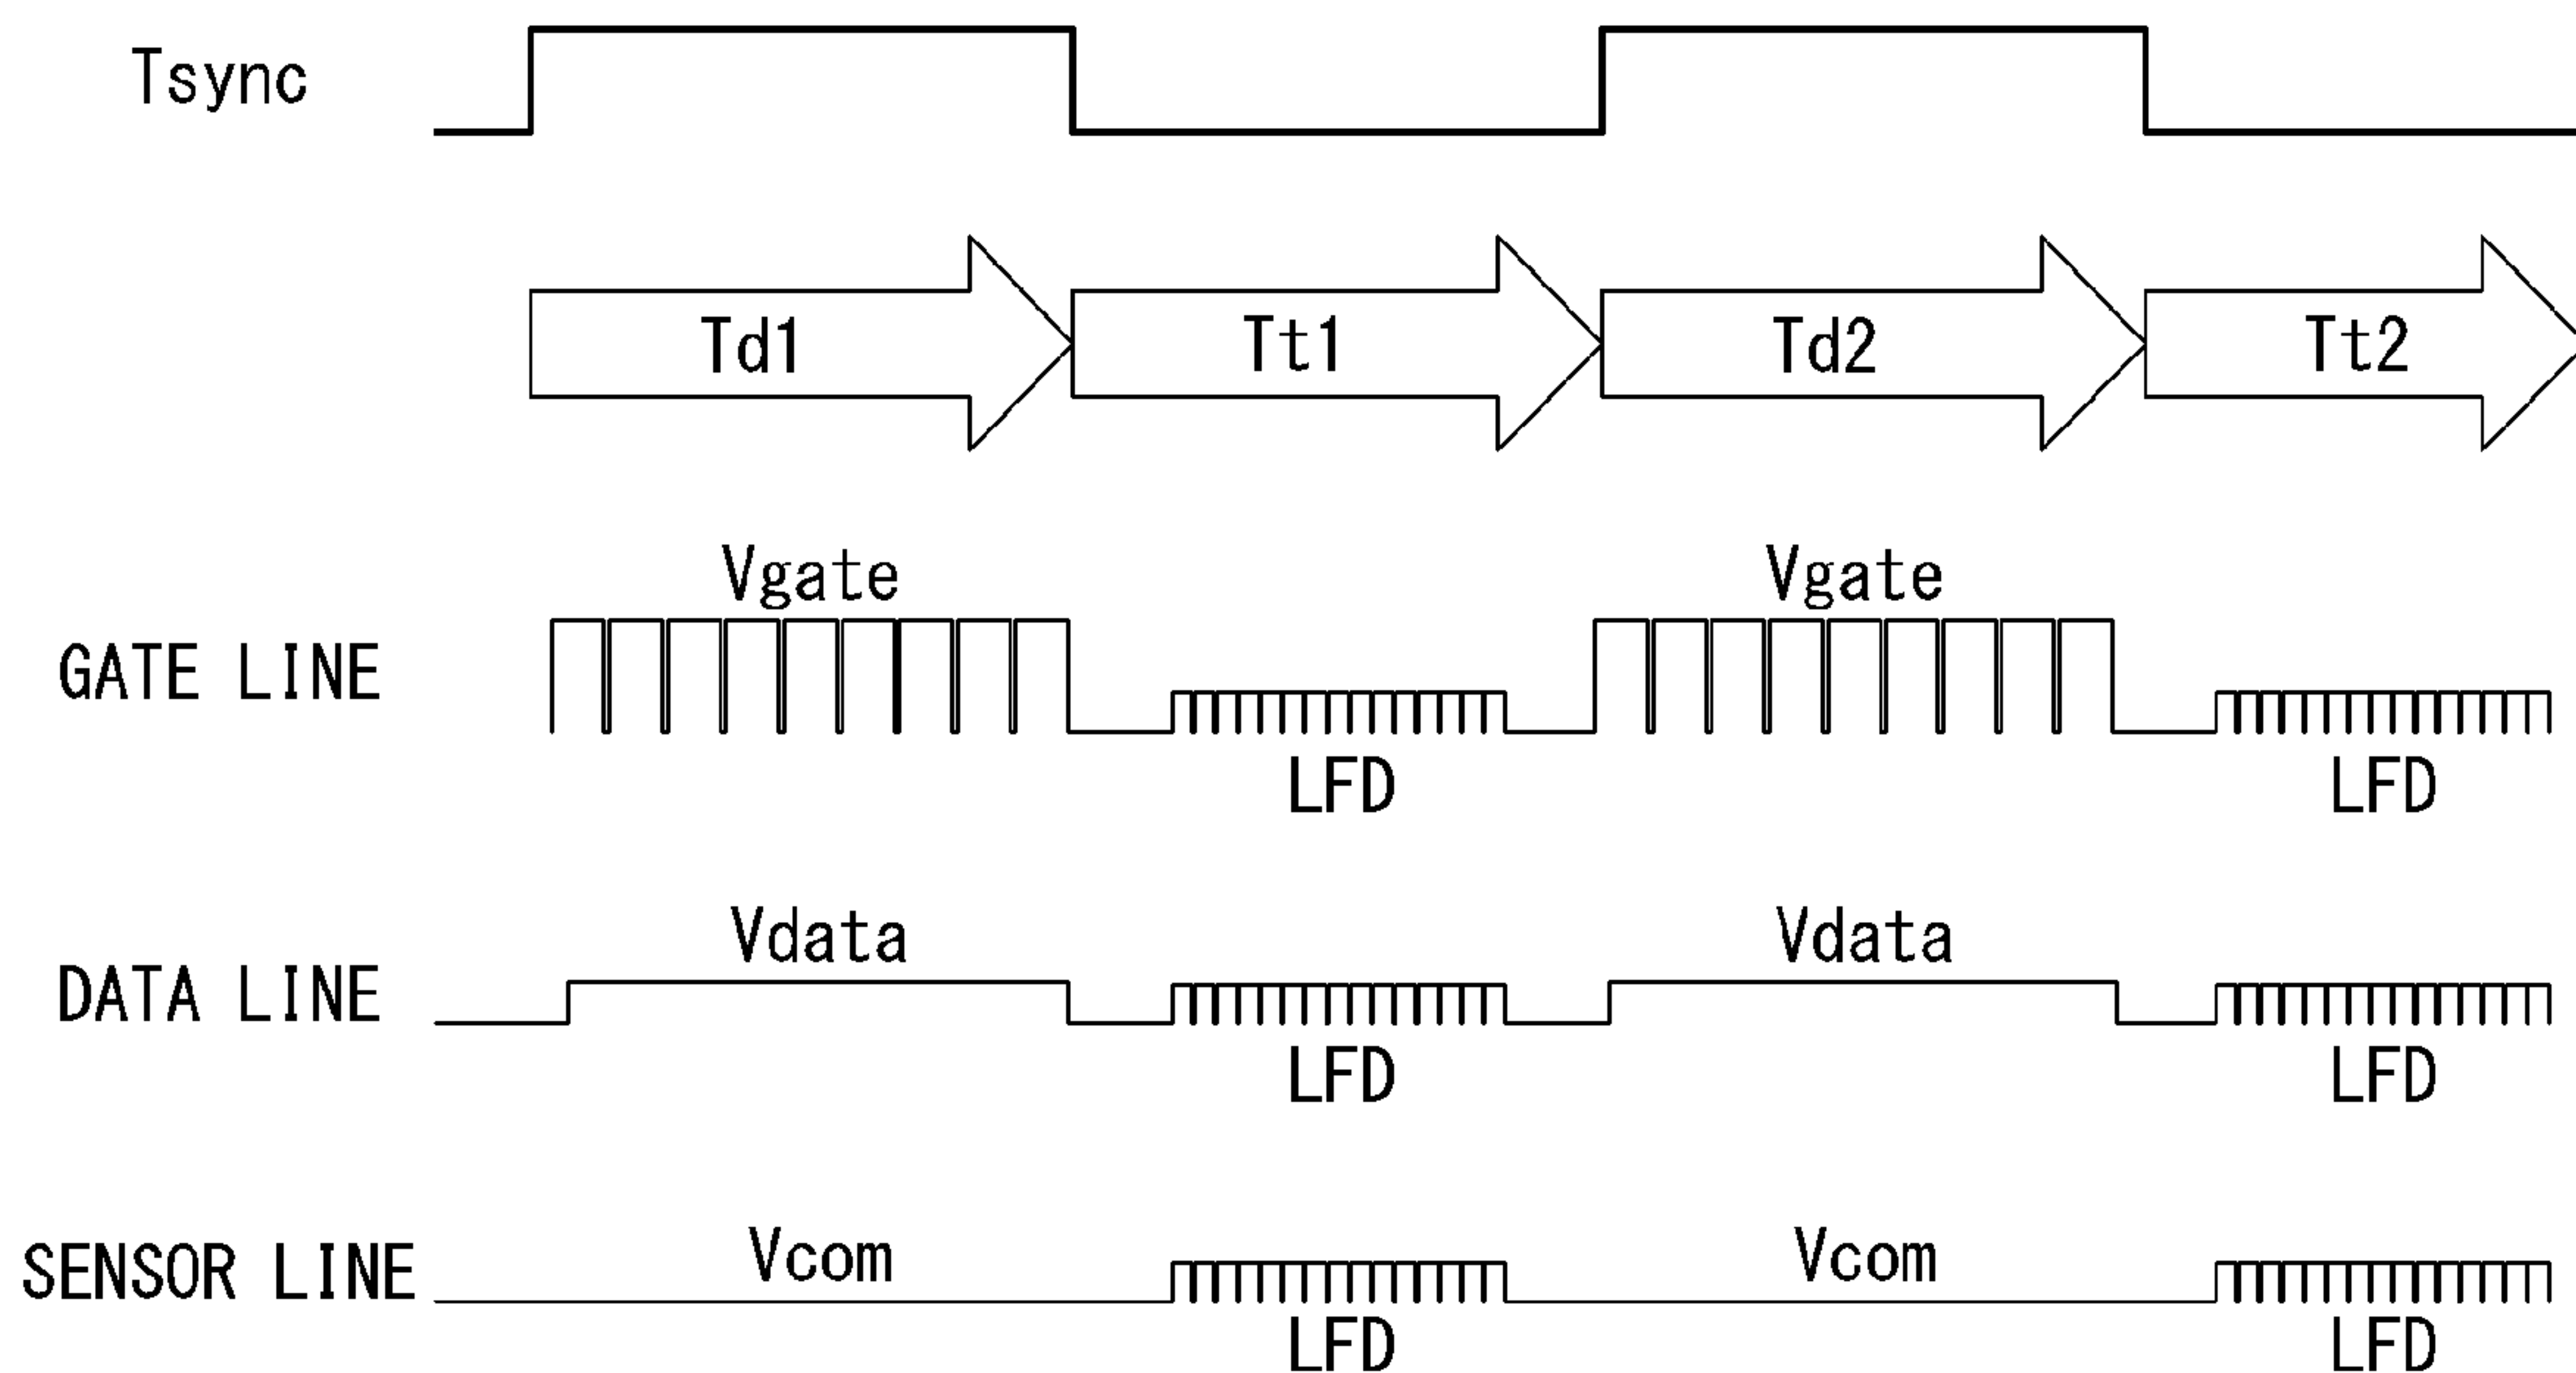 Tsync
Td1 Tt1 Td2 Tt2
Vgate Vgate
GATE LINE
LFD LFD
Vdata Vdata
DATA LINE
LFD LFD
Vcom Vcom
SENSOR LINE
LFD LFD